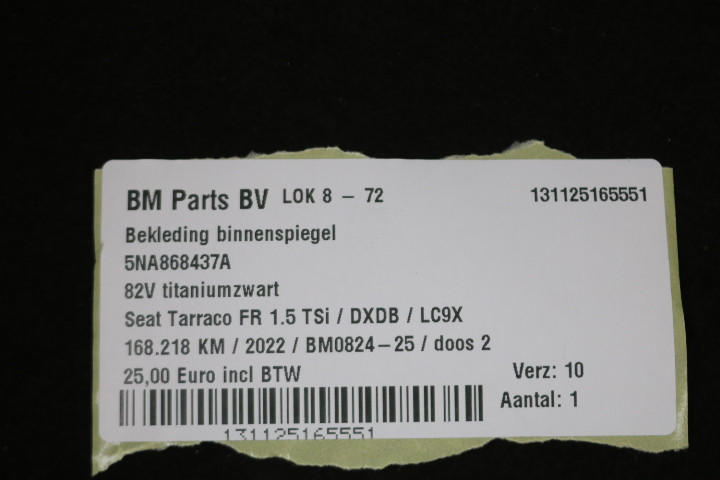 BM Parts BV LOK 8 – 72 131125165551
Bekleding binnenspiegel
5NA868437A
82V titaniumzwart
Seat Tarraco FR 1.5 TSi / DXDB / LC9X
168.218 KM / 2022 / BM0824–25 / doos 2
25,00 Euro incl BTW Verz: 10
Aantal: 1
131125165551